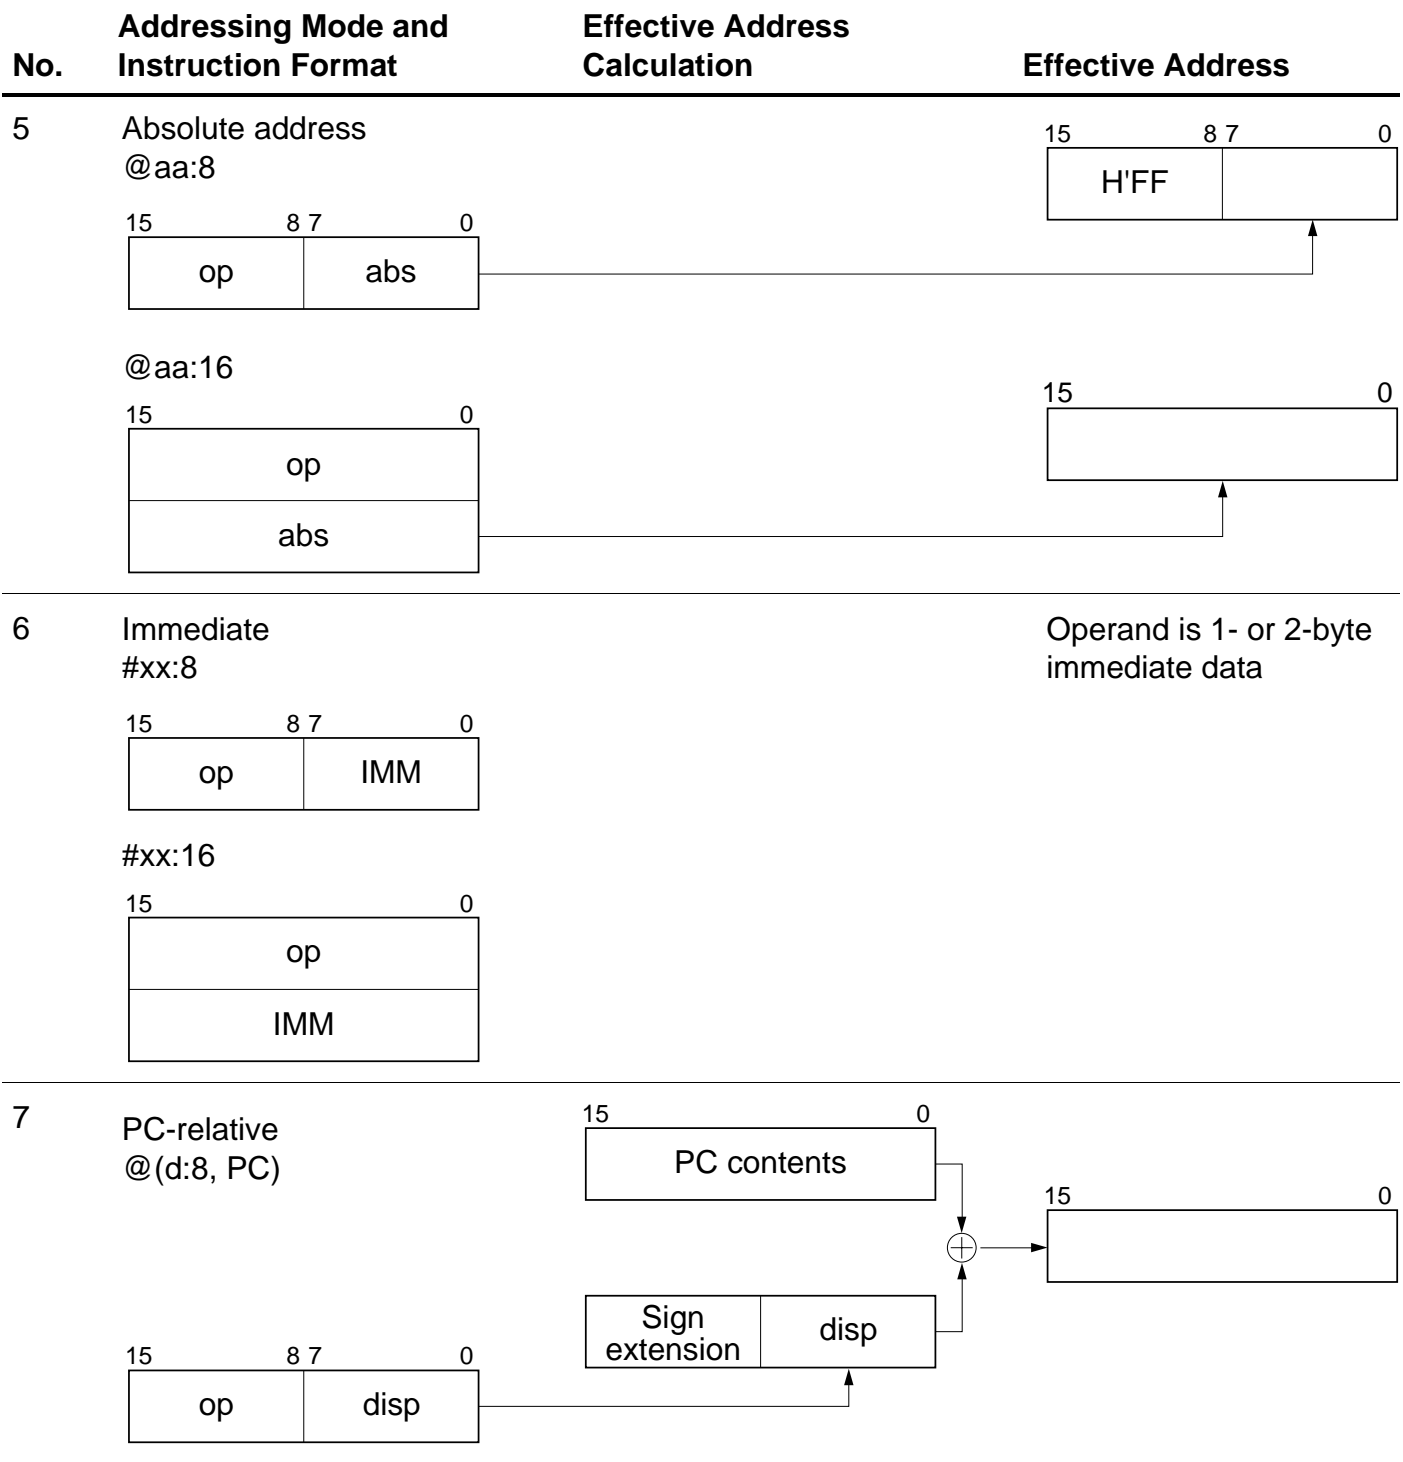 No.
Addressing Mode and
Instruction Format
Effective Address
Calculation
Effective Address
5
Absolute address
@aa:8
15 8 7 0
op abs
15 8 7 0
H'FF
@aa:16
15 0
op
abs
15 0
6
Immediate
#xx:8
Operand is 1- or 2-byte
immediate data
15 8 7 0
op IMM
#xx:16
15 0
op
IMM
7
PC-relative
@(d:8, PC)
15 0
PC contents
15 0
Sign
extension
disp
15 8 7 0
op disp